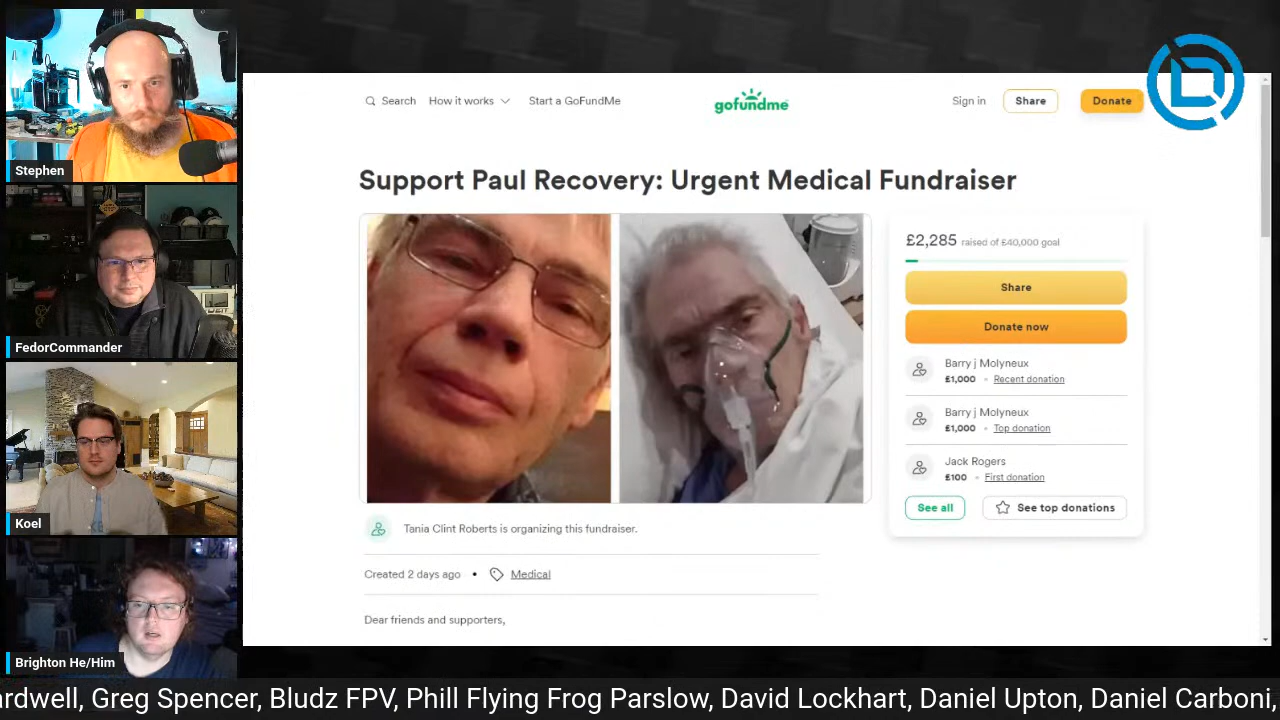 Stephen
FedorCommander
Koel
Brighton He/Him
Search How it works Start a GoFundMe
gofundme
Sign in Share Donate
Support Paul Recovery: Urgent Medical Fundraiser
£2,285 raised of £40,000 goal
Share
Donate now
Barry j Molyneux
£1,000 • Recent donation
Barry j Molyneux
£1,000 • Top donation
Jack Rogers
£100 • First donation
See all See top donations
Tania Clint Roberts is organizing this fundraiser.
Created 2 days ago • Medical
Dear friends and supporters,
ardwell, Greg Spencer, Bludz FPV, Phill Flying Frog Parslow, David Lockhart, Daniel Upton, Daniel Carboni,